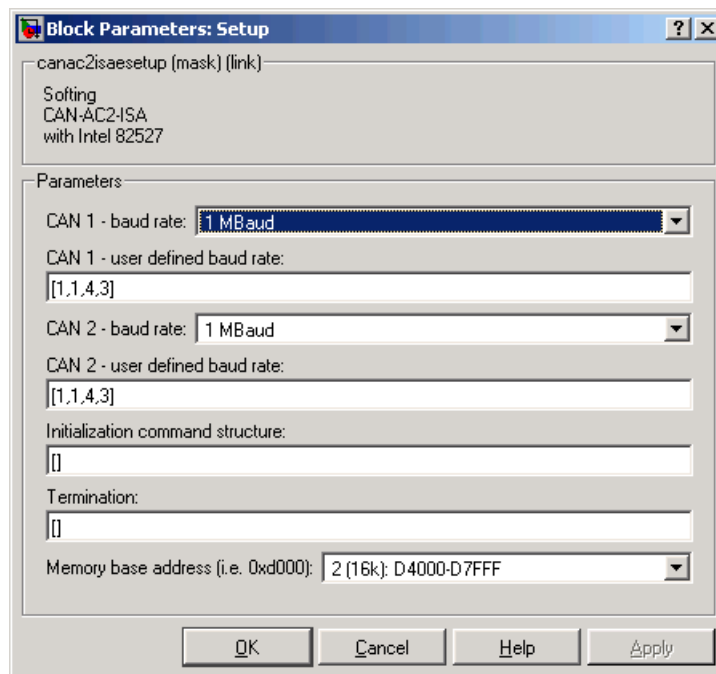 Block Parameters: Setup
canac2isaesetup (mask) (link)
Softing
CAN-AC2-ISA
with Intel 82527
Parameters
CAN 1 - baud rate: 1 MBaud
CAN 1 - user defined baud rate:
[1,1,4,3]
CAN 2 - baud rate: 1 MBaud
CAN 2 - user defined baud rate:
[1,1,4,3]
Initialization command structure:
[]
Termination:
[]
Memory base address (i.e. 0xd000): 2 (16k): D4000-D7FFF
OK Cancel Help Apply